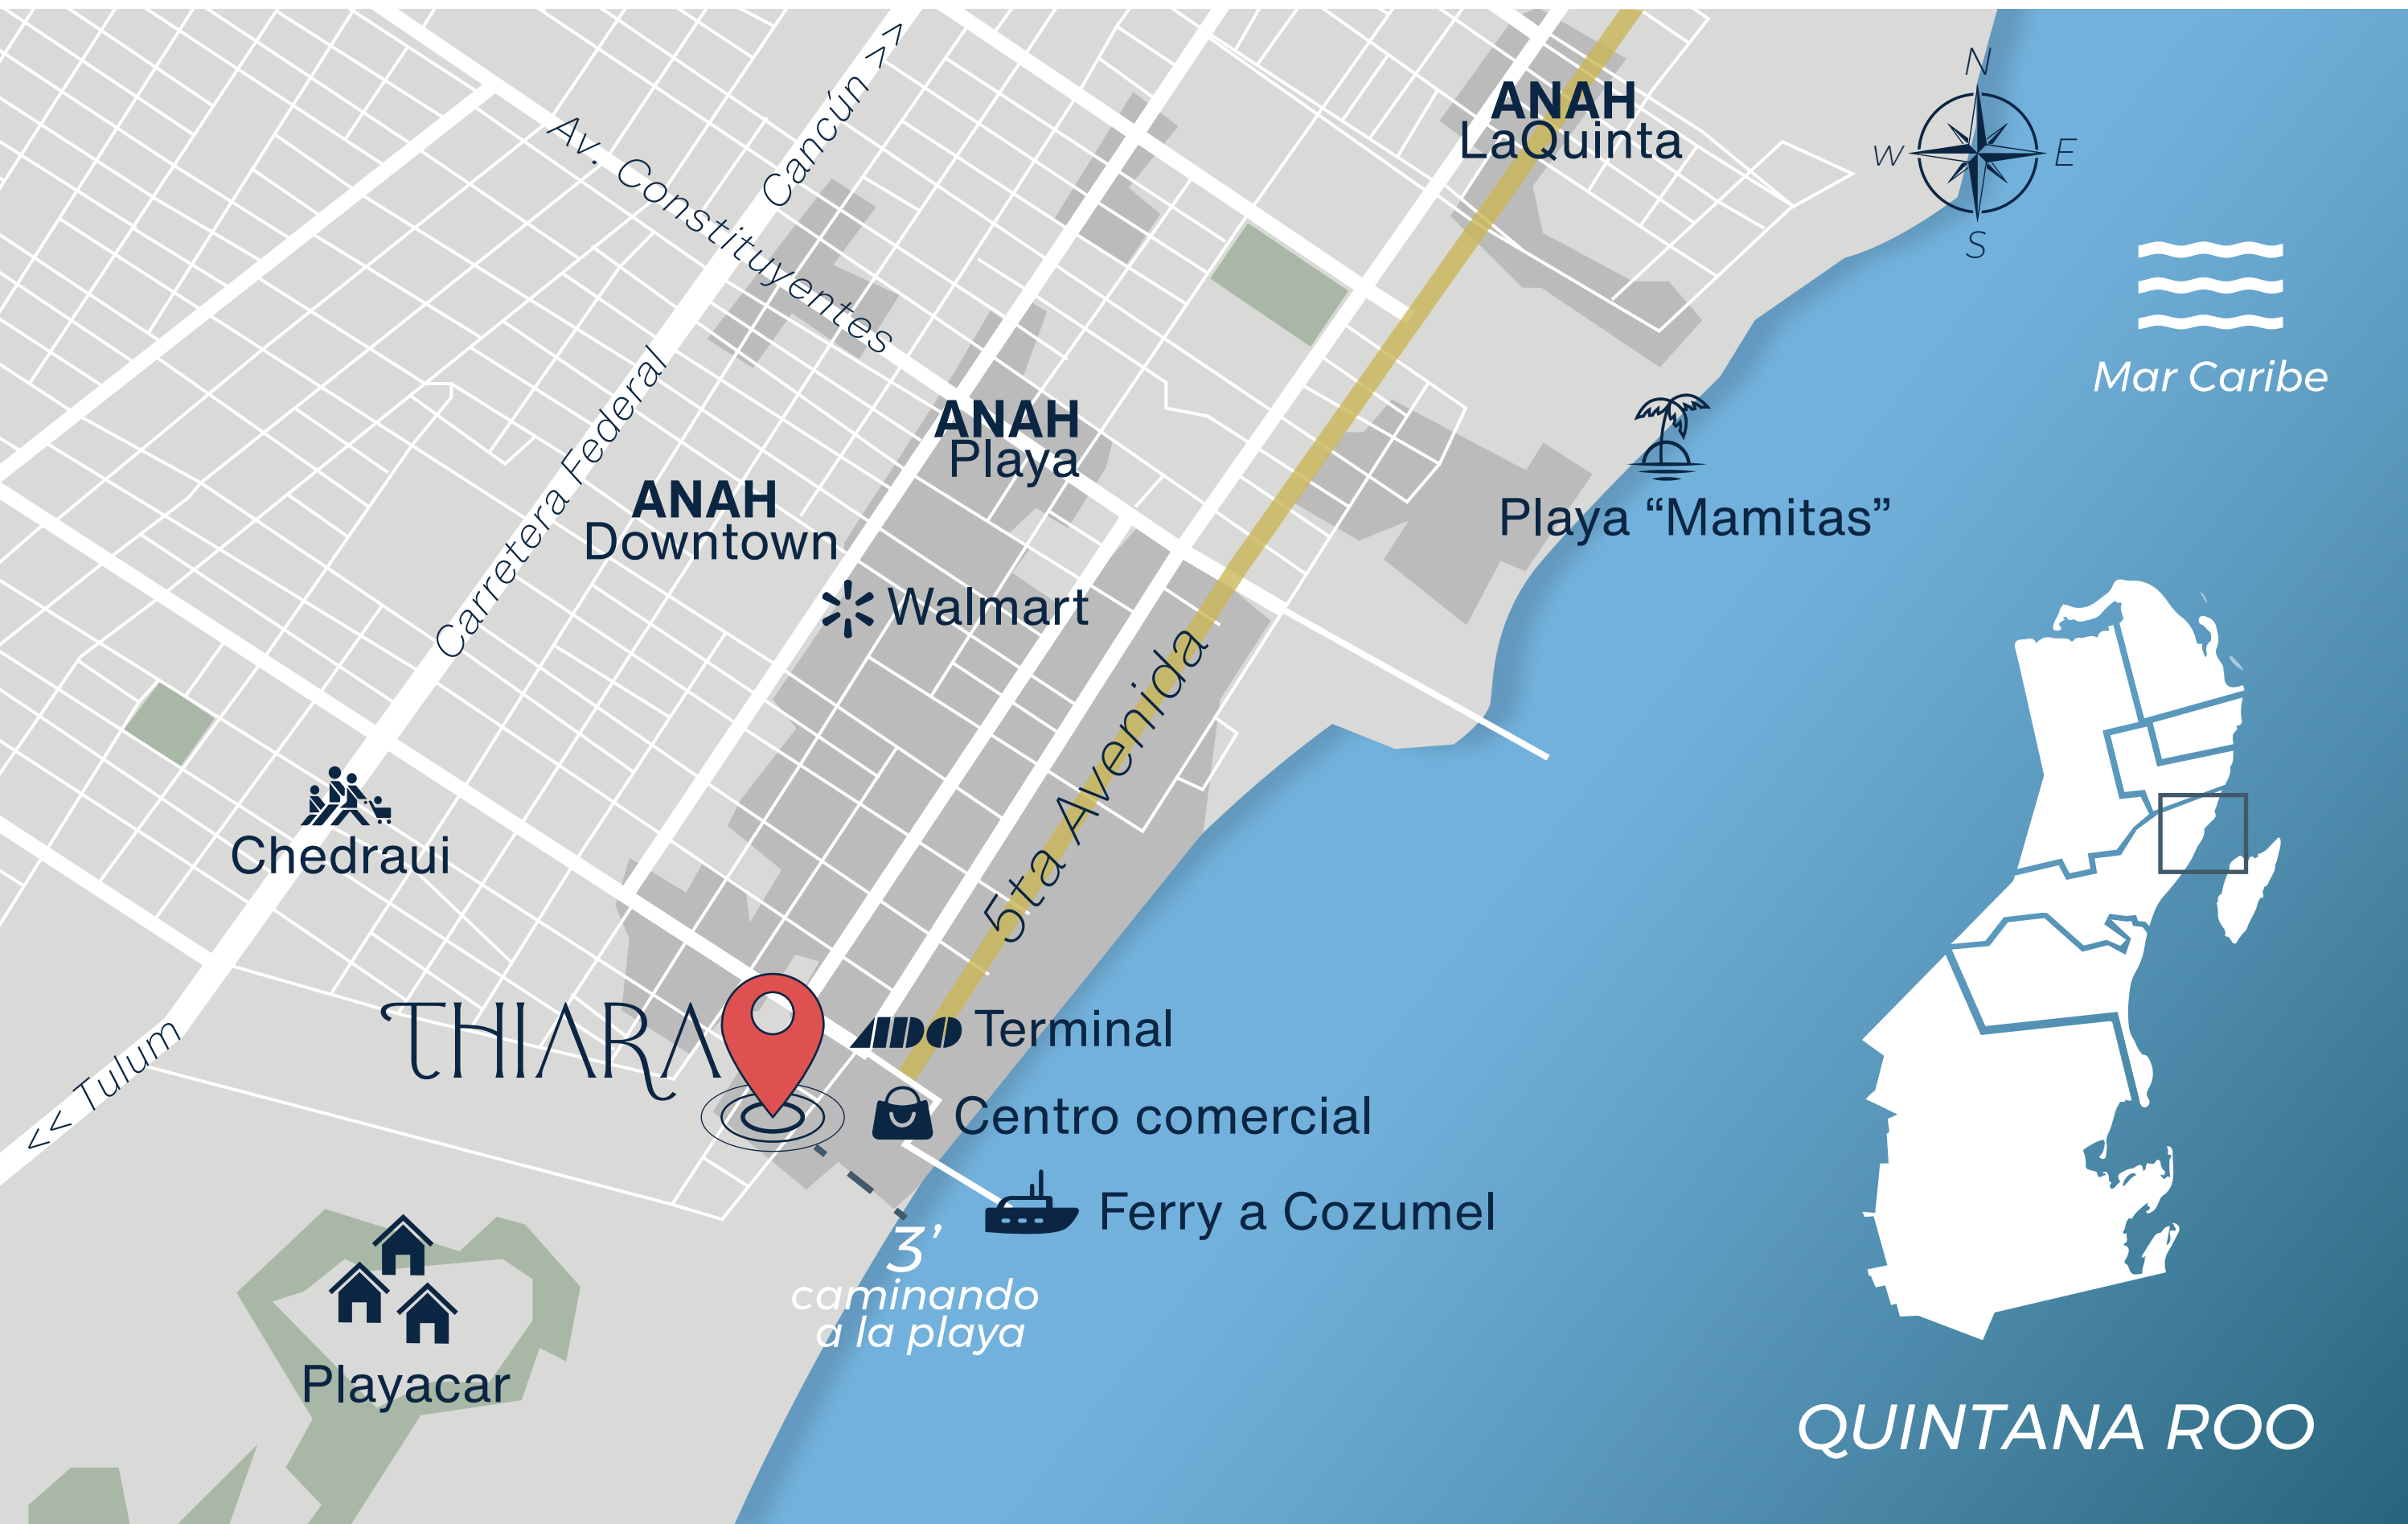 Cancún >>
Av. Constituyentes
ANAH
LaQuinta
N
W
E
S
Mar Caribe
Carretera Federal
ANAH
Playa
ANAH
Downtown
Walmart
Playa “Mamitas”
5ta Avenida
Chedraui
THIARA
ADO Terminal
<< Tulum
Centro comercial
Ferry a Cozumel
3’
caminando
a la playa
Playacar
QUINTANA ROO